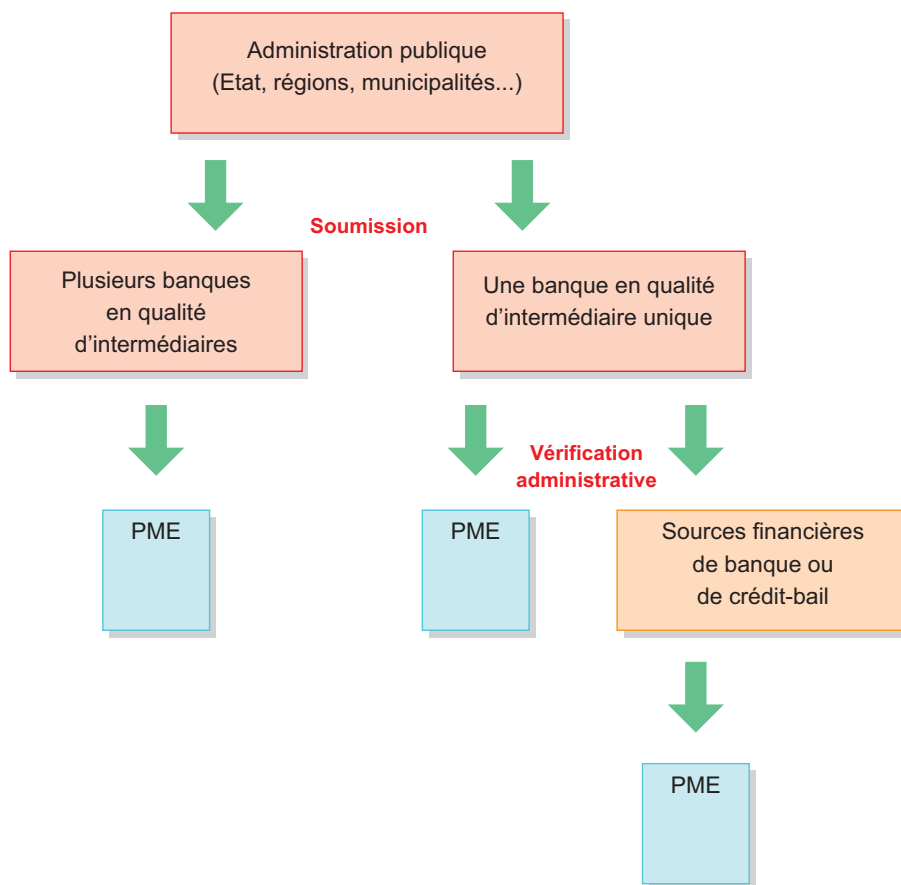 Administration publique
(Etat, régions, municipalités...)
Soumission
Plusieurs banques
en qualité
d'intermédiaires
Une banque en qualité
d'intermédiaire unique
Vérification
administrative
PME
PME
Sources financières
de banque ou
de crédit-bail
PME